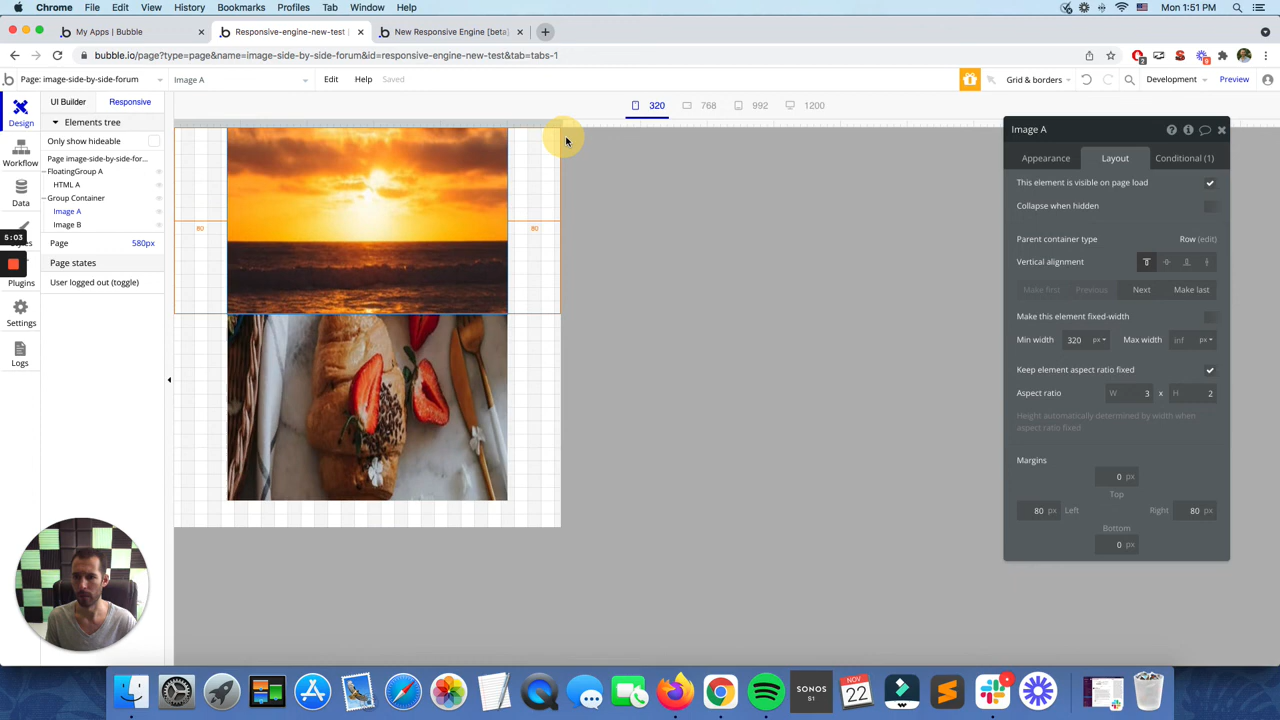 Chrome File Edit View History Bookmarks Profiles Tab Window Help Mon 1:51 PM
My Apps | Bubble Responsive-engine-new-test | New Responsive Engine [beta]
bubble.io/page?type=page&name=image-side-by-side-forum&id=responsive-engine-new-test&tab=tabs-1
Page: image-side-by-side-forum Image A Edit Help Saved Grid & borders Development Preview
UI Builder Responsive 320 768 992 1200
Design Elements tree
Only show hideable
Workflow Page image-side-by-side-for...
FloatingGroup A
HTML A
Data Group Container
Image A
Image B
5:03 Page 580px
Page states
Plugins User logged out (toggle)
Settings
Logs
80 80
Image A
Appearance Layout Conditional (1)
This element is visible on page load
Collapse when hidden
Parent container type Row (edit)
Vertical alignment
Make first Previous Next Make last
Make this element fixed-width
Min width 320 px Max width inf px
Keep element aspect ratio fixed
Aspect ratio W 3 x H 2
Height automatically determined by width when
aspect ratio fixed
Margins
0 px
Top
80 px Left Right 80 px
Bottom
0 px
SONOS
S1
NOV
22